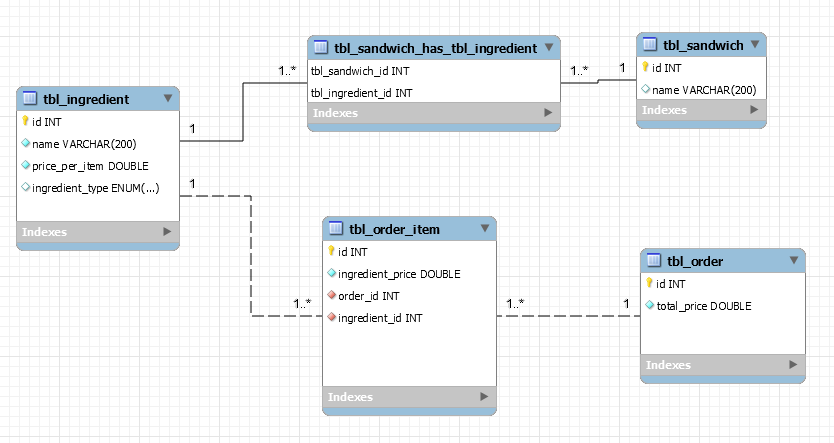 tbl_sandwich_has_tbl_ingredient
tbl_sandwich_id INT
tbl_ingredient_id INT
Indexes
tbl_sandwich
id INT
name VARCHAR(200)
Indexes
1..*
1..*
1
tbl_ingredient
id INT
name VARCHAR(200)
price_per_item DOUBLE
ingredient_type ENUM(...)
Indexes
1
1
tbl_order_item
id INT
ingredient_price DOUBLE
order_id INT
ingredient_id INT
Indexes
1..*
1..*
1
tbl_order
id INT
total_price DOUBLE
Indexes